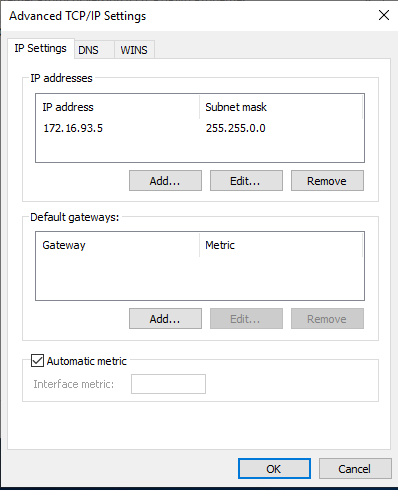 Advanced TCP/IP Settings
IP Settings DNS WINS
IP addresses
IP address Subnet mask
172.16.93.5 255.255.0.0
Add... Edit... Remove
Default gateways:
Gateway Metric
Add... Edit... Remove
Automatic metric
Interface metric:
OK Cancel